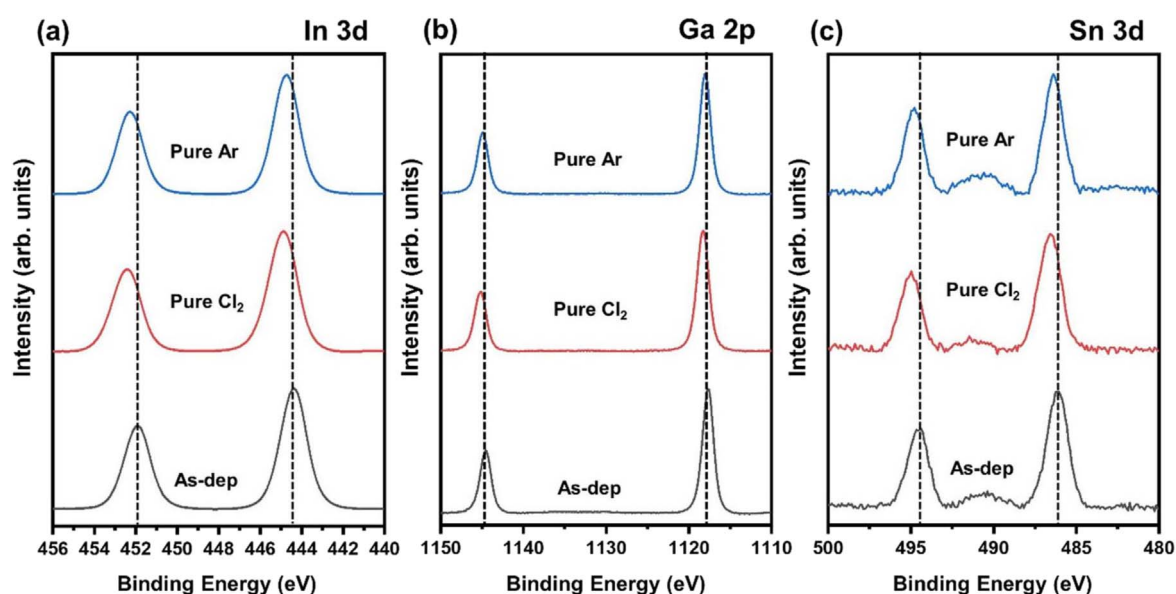 (a)
In 3d
Intensity (arb. units)
Pure Ar
Pure Cl₂
As-dep
456 454 452 450 448 446 444 442 440
Binding Energy (eV)
(b)
Ga 2p
Intensity (arb. units)
Pure Ar
Pure Cl₂
As-dep
1150 1140 1130 1120 1110
Binding Energy (eV)
(c)
Sn 3d
Intensity (arb. units)
Pure Ar
Pure Cl₂
As-dep
500 495 490 485 480
Binding Energy (eV)